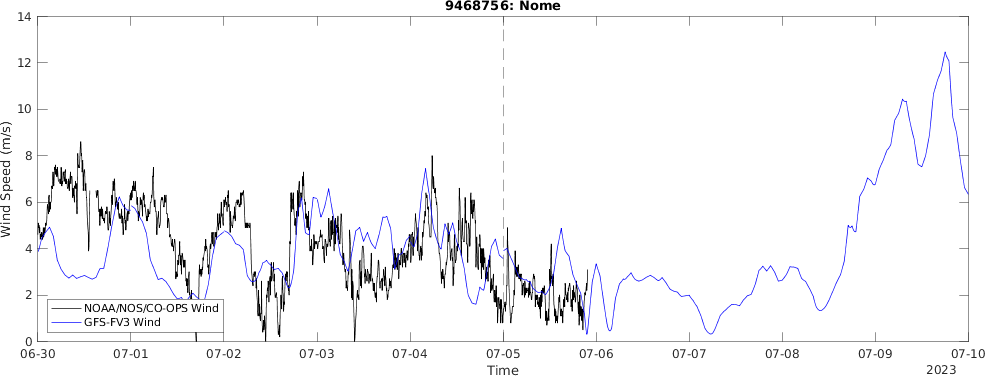 9468756: Nome
Wind Speed (m/s)
14
12
10
8
6
4
2
0
NOAA/NOS/CO-OPS Wind
GFS-FV3 Wind
06-30 07-01 07-02 07-03 07-04 07-05 07-06 07-07 07-08 07-09 07-10
Time
2023